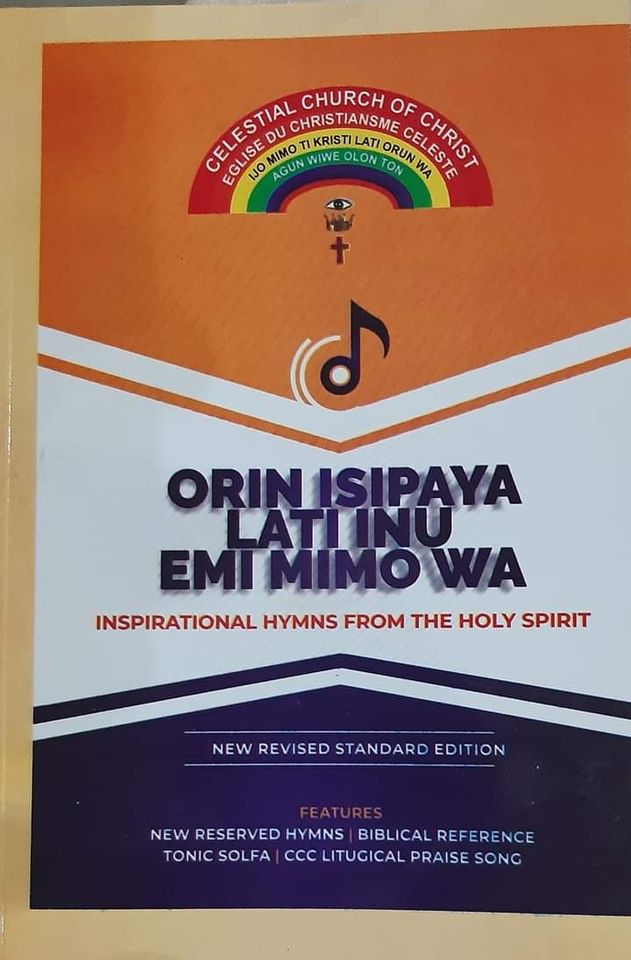 CELESTIAL CHURCH OF CHRIST
EGLISE DU CHRISTIANSME CELESTE
IJO MIMO TI KRISTI LATI ORUN WA
AGUN WIWE OLON TON
ORIN ISIPAYA
LATI INU
EMI MIMO WA
INSPIRATIONAL HYMNS FROM THE HOLY SPIRIT
NEW REVISED STANDARD EDITION
FEATURES
NEW RESERVED HYMNS | BIBLICAL REFERENCE
TONIC SOLFA | CCC LITUGICAL PRAISE SONG